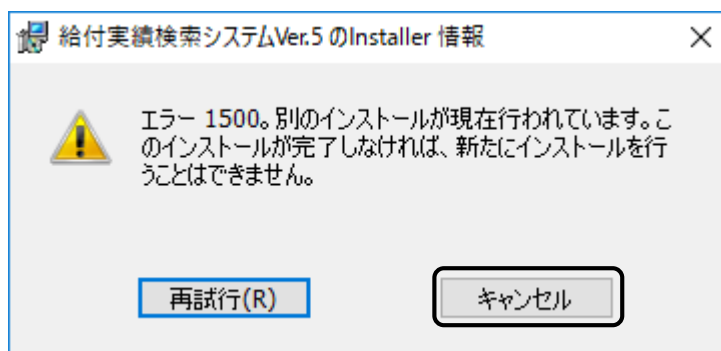 給付実績検索システムVer.5 のInstaller 情報
エラー 1500。別のインストールが現在行われています。こ
のインストールが完了しなければ、新たにインストールを行
うことはできません。
再試行(R)
キャンセル